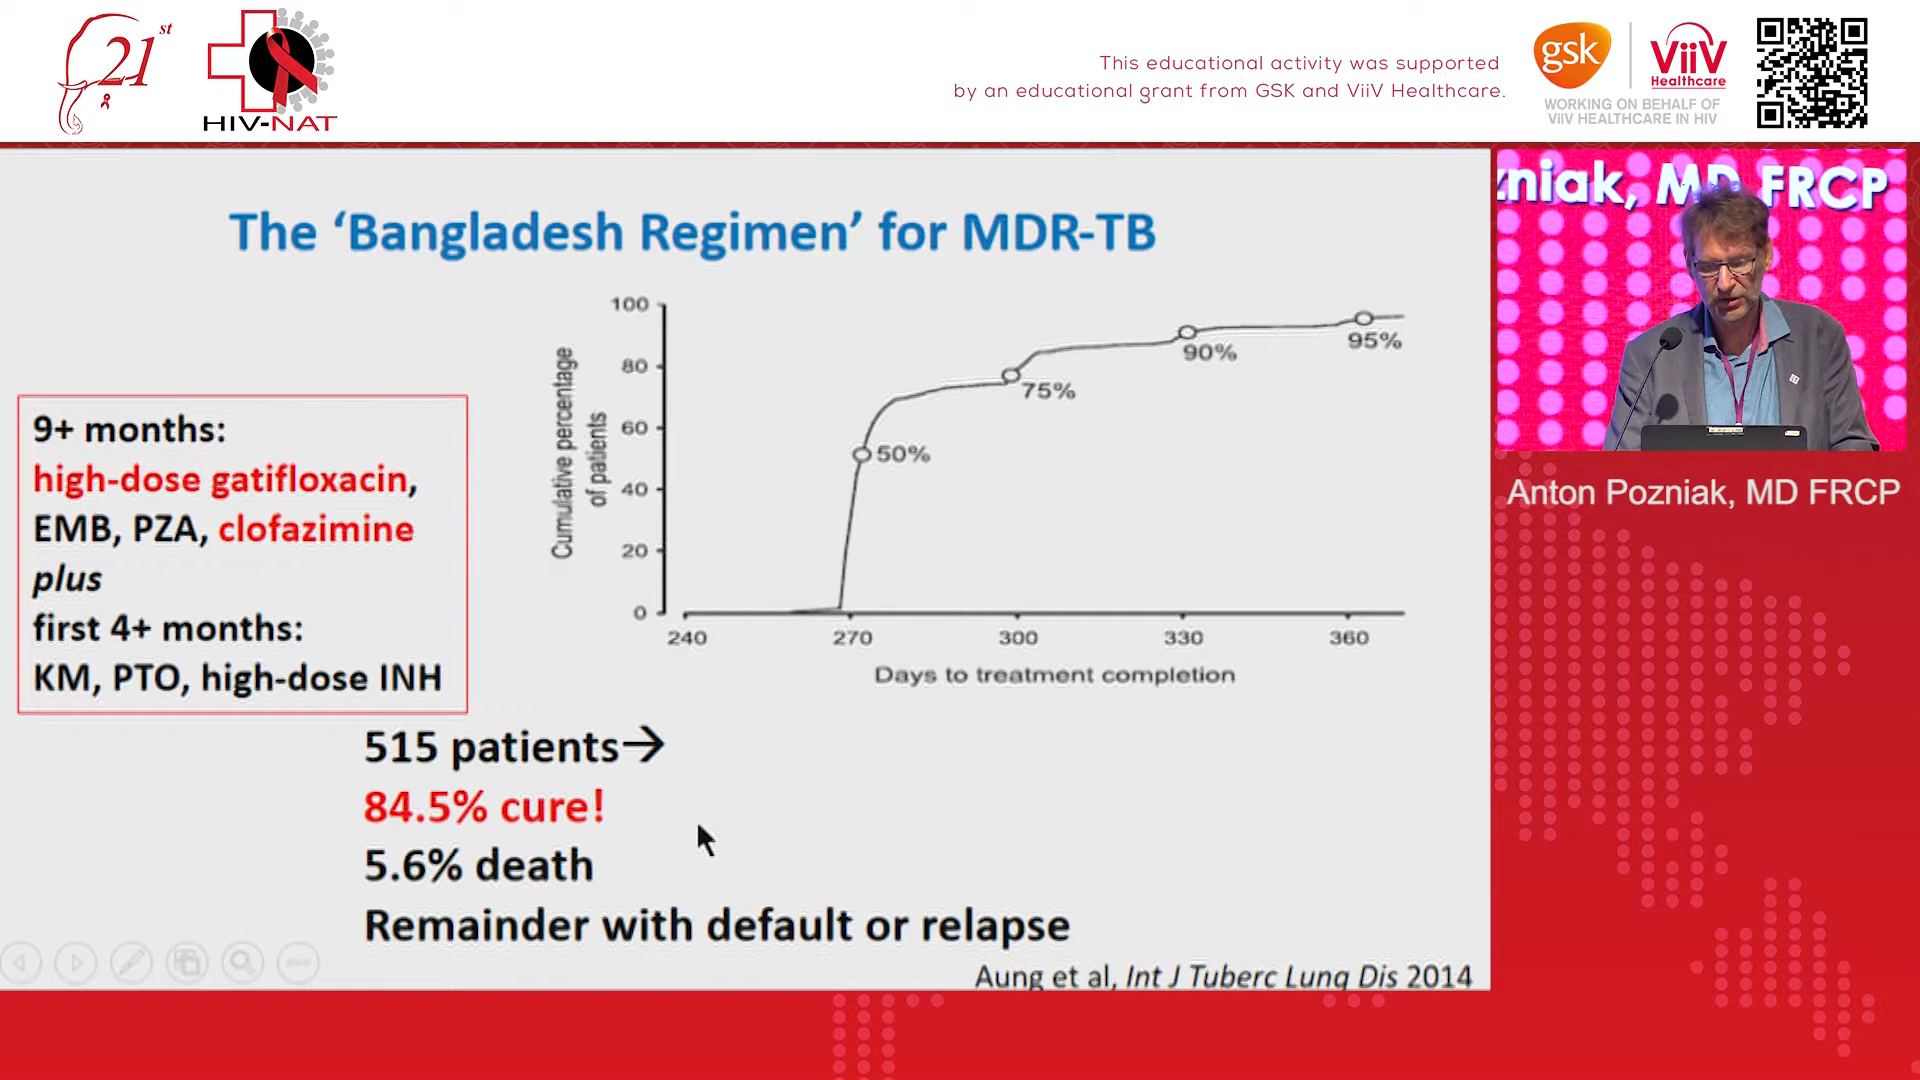 21st
HIV-NAT
This educational activity was supported
by an educational grant from GSK and ViiV Healthcare.
gsk
ViiV
Healthcare
WORKING ON BEHALF OF
ViiV HEALTHCARE IN HIV
The ‘Bangladesh Regimen’ for MDR-TB
zniak, MD FRCP
Anton Pozniak, MD FRCP
9+ months:
high-dose gatifloxacin,
EMB, PZA, clofazimine
plus
first 4+ months:
KM, PTO, high-dose INH
Cumulative percentage
of patients
100
80
60
40
20
0
50%
75%
90%
95%
240 270 300 330 360
Days to treatment completion
515 patients→
84.5% cure!
5.6% death
Remainder with default or relapse
Aung et al, Int J Tuberc Lung Dis 2014